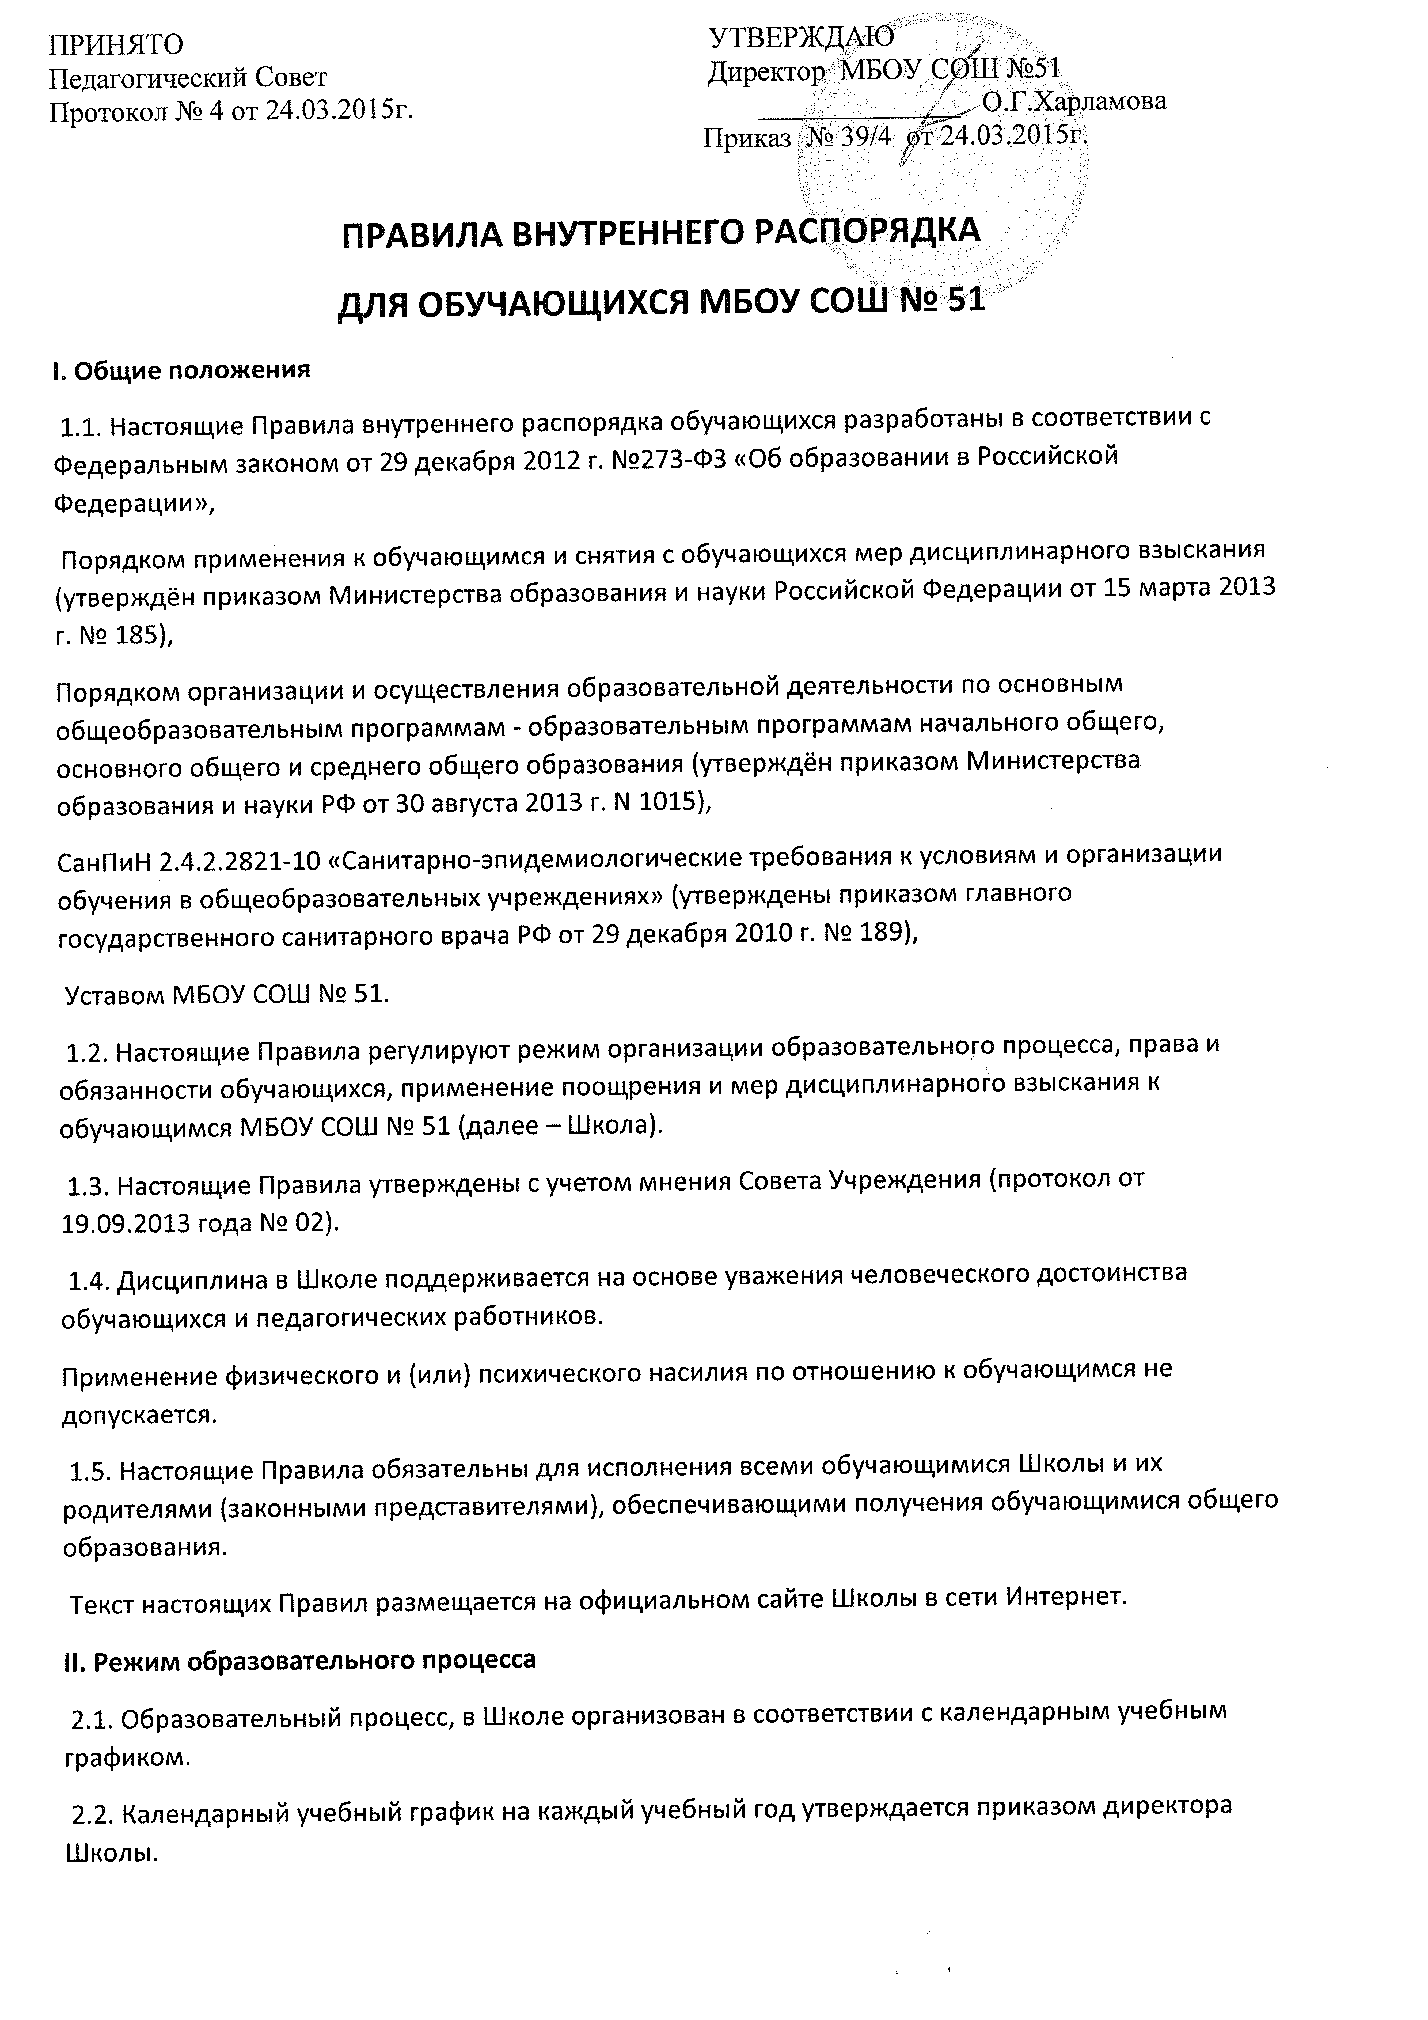 ПРИНЯТО
Педагогический Совет
Протокол № 4 от 24.03.2015г.
УТВЕРЖДАЮ
Директор МБОУ СОШ №51
О.Г.Харламова
Приказ № 39/4 от 24.03.2015г.
ПРАВИЛА ВНУТРЕННЕГО РАСПОРЯДКА
ДЛЯ ОБУЧАЮЩИХСЯ МБОУ СОШ № 51
I. Общие положения
1.1. Настоящие Правила внутреннего распорядка обучающихся разработаны в соответствии с
Федеральным законом от 29 декабря 2012 г. №273-ФЗ «Об образовании в Российской
Федерации»,
Порядком применения к обучающимся и снятия с обучающихся мер дисциплинарного взыскания
(утверждён приказом Министерства образования и науки Российской Федерации от 15 марта 2013
г. № 185),
Порядком организации и осуществления образовательной деятельности по основным
общеобразовательным программам - образовательным программам начального общего,
основного общего и среднего общего образования (утверждён приказом Министерства
образования и науки РФ от 30 августа 2013 г. N 1015),
СанПиН 2.4.2.2821-10 «Санитарно-эпидемиологические требования к условиям и организации
обучения в общеобразовательных учреждениях» (утверждены приказом главного
государственного санитарного врача РФ от 29 декабря 2010 г. № 189),
Уставом МБОУ СОШ № 51.
1.2. Настоящие Правила регулируют режим организации образовательного процесса, права и
обязанности обучающихся, применение поощрения и мер дисциплинарного взыскания к
обучающимся МБОУ СОШ № 51 (далее – Школа).
1.3. Настоящие Правила утверждены с учетом мнения Совета Учреждения (протокол от
19.09.2013 года № 02).
1.4. Дисциплина в Школе поддерживается на основе уважения человеческого достоинства
обучающихся и педагогических работников.
Применение физического и (или) психического насилия по отношению к обучающимся не
допускается.
1.5. Настоящие Правила обязательны для исполнения всеми обучающимися Школы и их
родителями (законными представителями), обеспечивающими получения обучающимися общего
образования.
Текст настоящих Правил размещается на официальном сайте Школы в сети Интернет.
II. Режим образовательного процесса
2.1. Образовательный процесс, в Школе организован в соответствии с календарным учебным
графиком.
2.2. Календарный учебный график на каждый учебный год утверждается приказом директора
Школы.